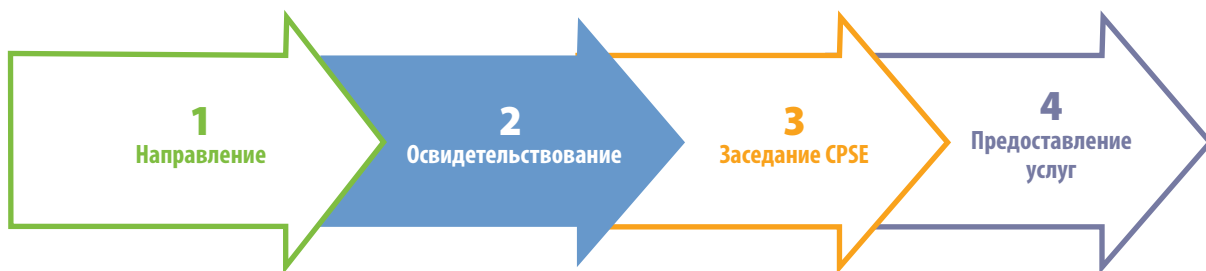 1
Направление
2
Освидетельствование
3
Заседание CPSE
4
Предоставление
услуг